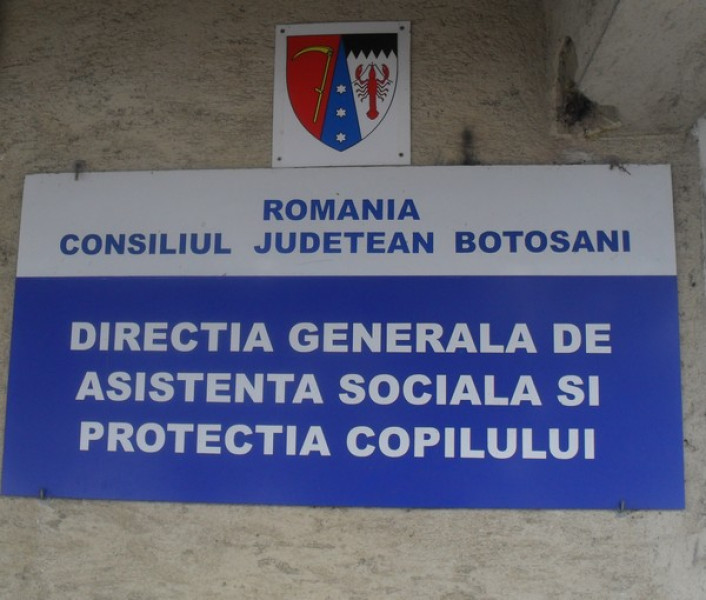 ROMANIA
CONSILIUL JUDETEAN BOTOSANI
DIRECTIA GENERALA DE
ASISTENTA SOCIALA SI
PROTECTIA COPILULUI